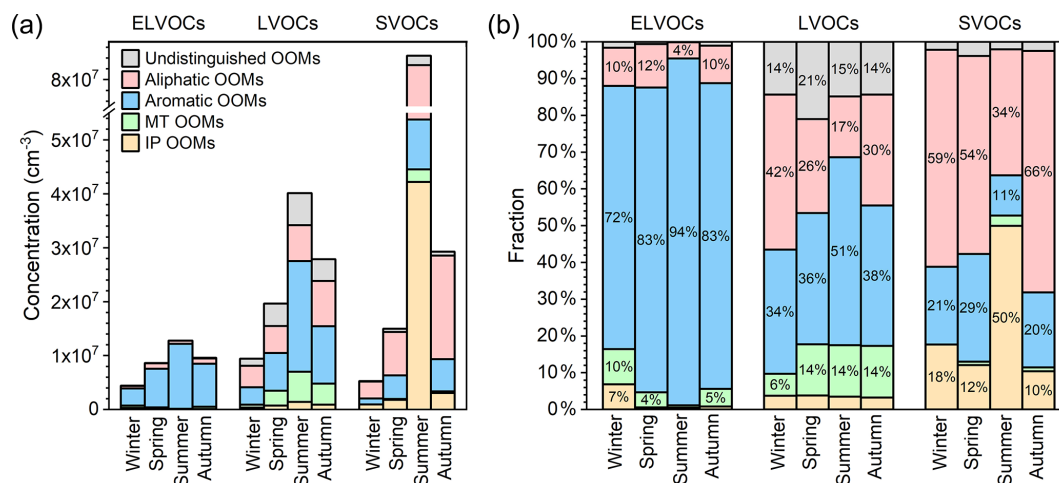 (a)
ELVOCs LVOCs SVOCs
Undistinguished OOMs
Aliphatic OOMs
Aromatic OOMs
MT OOMs
IP OOMs
Concentration (cm⁻³)
8x10⁷
5x10⁷
4x10⁷
3x10⁷
2x10⁷
1x10⁷
0
Winter Spring Summer Autumn Winter Spring Summer Autumn Winter Spring Summer Autumn
(b)
ELVOCs LVOCs SVOCs
Fraction
100%
90%
80%
70%
60%
50%
40%
30%
20%
10%
0%
10% 12% 4% 10%
72% 83% 94% 83%
10% 4% 5%
7%
14% 21% 15% 14%
42% 26% 17% 30%
34% 36% 51% 38%
6% 14% 14% 14%
59% 54% 34% 66%
21% 29% 11% 20%
18% 12% 50% 10%
Winter Spring Summer Autumn Winter Spring Summer Autumn Winter Spring Summer Autumn